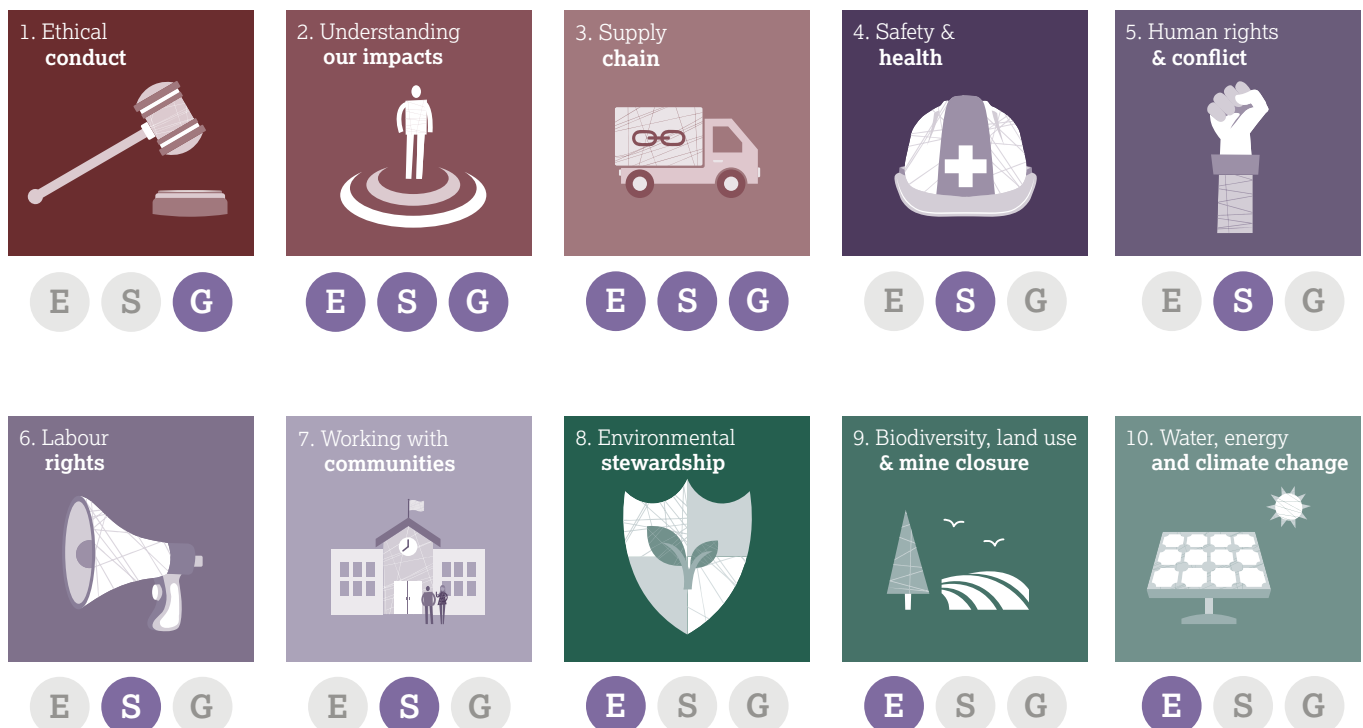 1. Ethical
conduct
2. Understanding
our impacts
3. Supply
chain
4. Safety &
health
5. Human rights
& conflict
E S G
E S G
E S G
E S G
E S G
6. Labour
rights
7. Working with
communities
8. Environmental
stewardship
9. Biodiversity, land use
& mine closure
10. Water, energy
and climate change
E S G
E S G
E S G
E S G
E S G